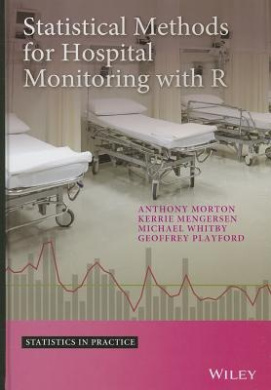 Statistical Methods
for Hospital
Monitoring with R
ANTHONY MORTON
KERRIE MENGERSEN
MICHAEL WHITBY
GEOFFREY PLAYFORD
STATISTICS IN PRACTICE
WILEY